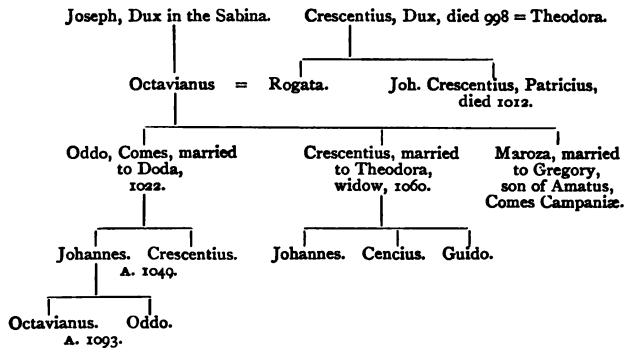 Joseph, Dux in the Sabina. Crescentius, Dux, died 998 = Theodora.
Octavianus = Rogata. Joh. Crescentius, Patricius,
died 1012.
Oddo, Comes, married
to Doda,
1022.
Crescentius, married
to Theodora,
widow, 1060.
Maroza, married
to Gregory,
son of Amatus,
Comes Campaniæ.
Johannes. Crescentius.
A. 1049.
Johannes. Cencius. Guido.
Octavianus. Oddo.
A. 1093.